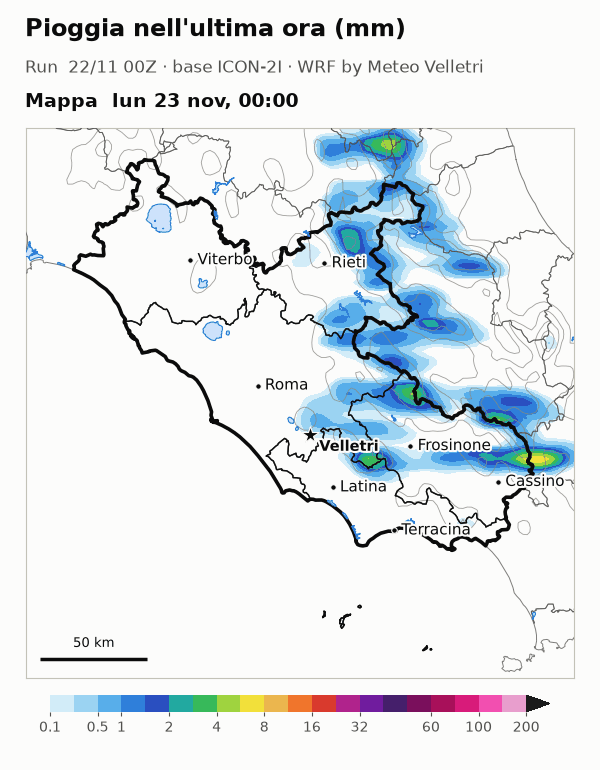 Pioggia nell'ultima ora (mm)
Run  22/11 00Z · base ICON-2I · WRF by Meteo Velletri
Mappa  lun 23 nov, 00:00
Viterbo
Rieti
Roma
Velletri
Frosinone
Latina
Cassino
Terracina
50 km
0.1 0.5 1 2 4 8 16 32 60 100 200